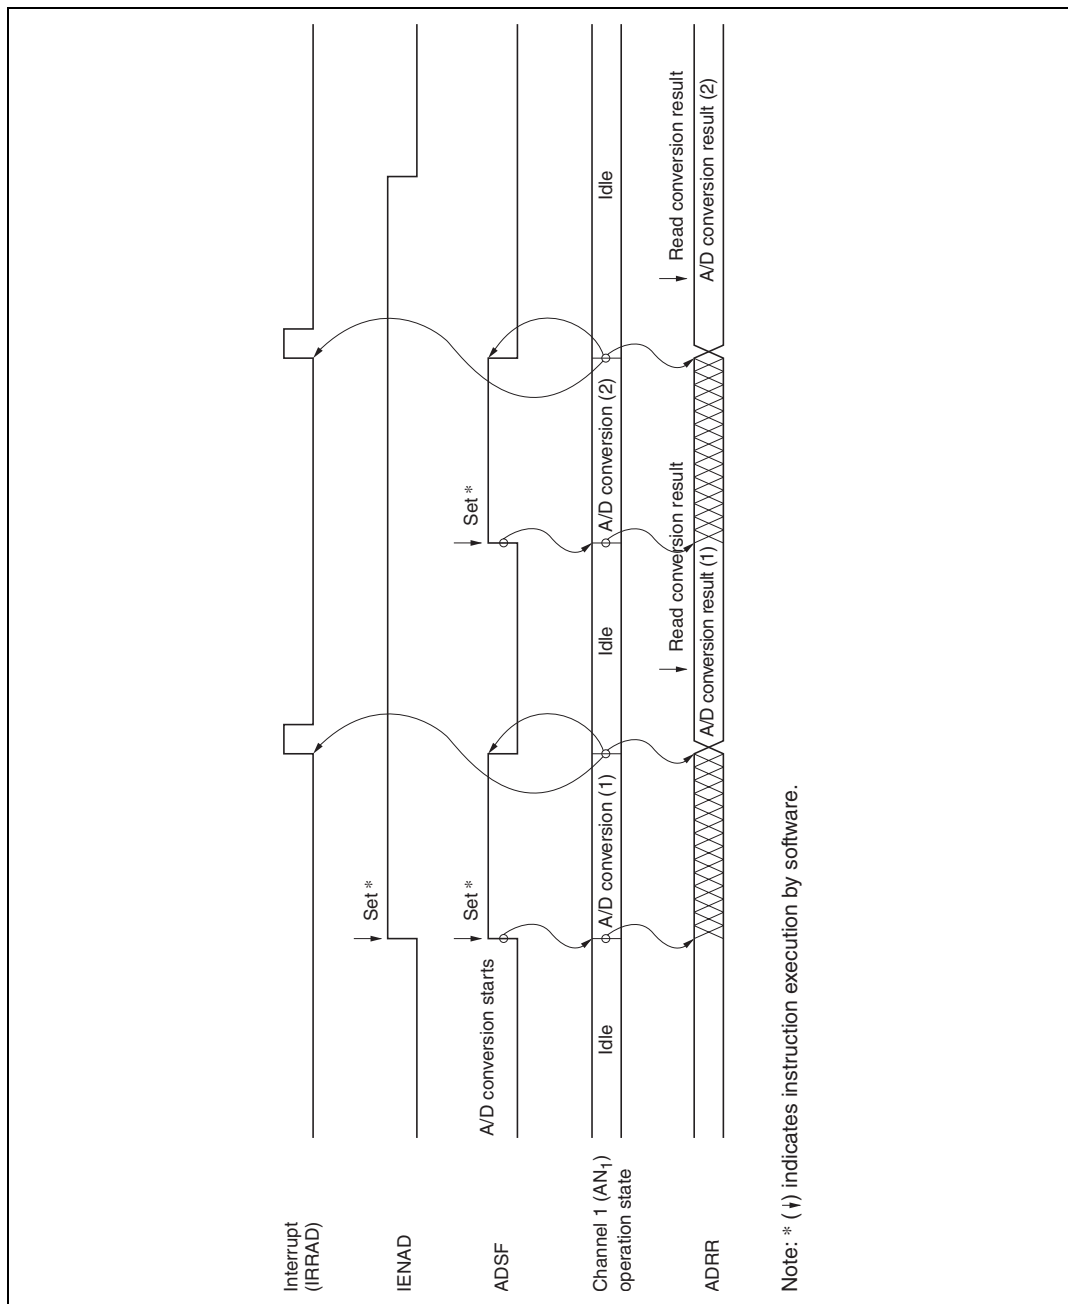 Interrupt
(IRRAD)
IENAD
Set *
ADSF
A/D conversion starts
Set *
Set *
Channel 1 (AN₁)
operation state
Idle
A/D conversion (1)
Idle
A/D conversion (2)
Idle
Read conversion result
Read conversion result
ADRR
A/D conversion result (1)
A/D conversion result (2)
Note: * (↓) indicates instruction execution by software.